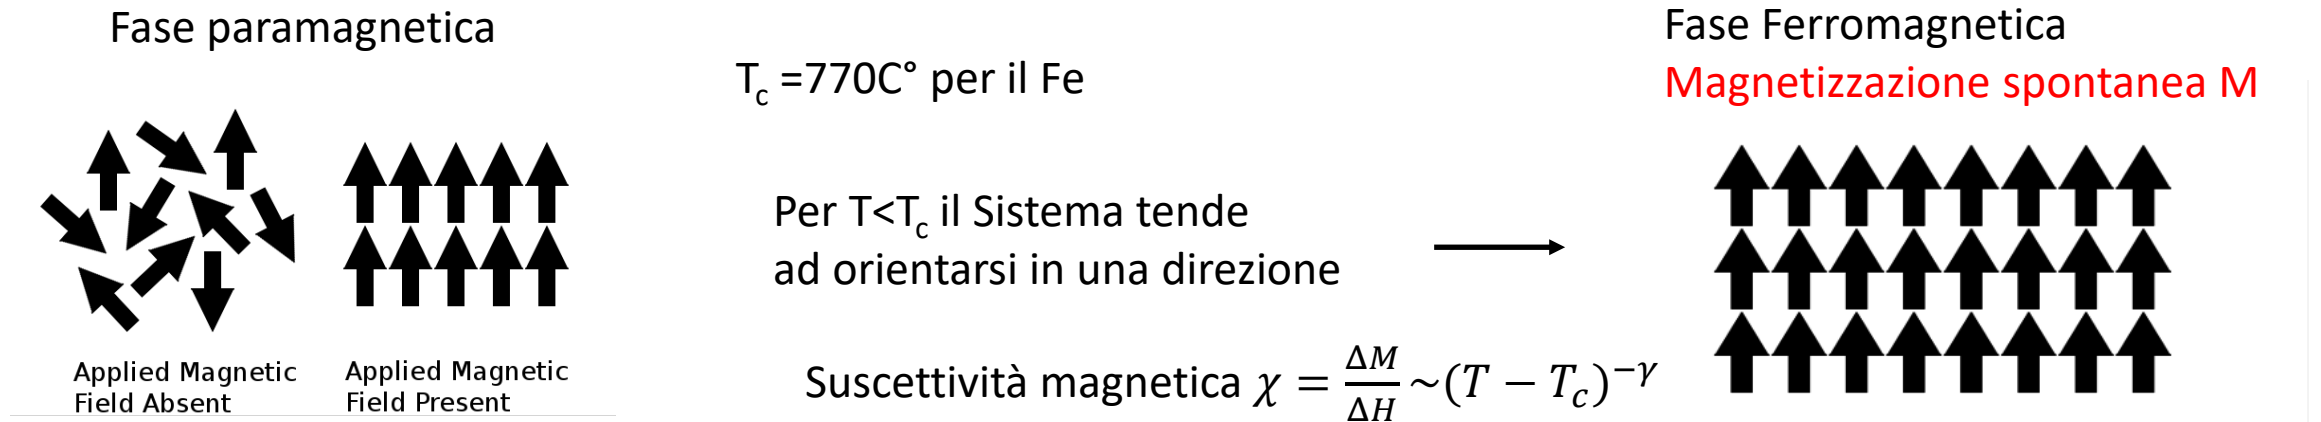 Fase paramagnetica
Applied Magnetic
Field Absent
Applied Magnetic
Field Present
T_c =770C° per il Fe
Per T<T_c il Sistema tende
ad orientarsi in una direzione
Suscettività magnetica χ = ΔM/ΔH ~(T − T_c)^−γ
Fase Ferromagnetica
Magnetizzazione spontanea M